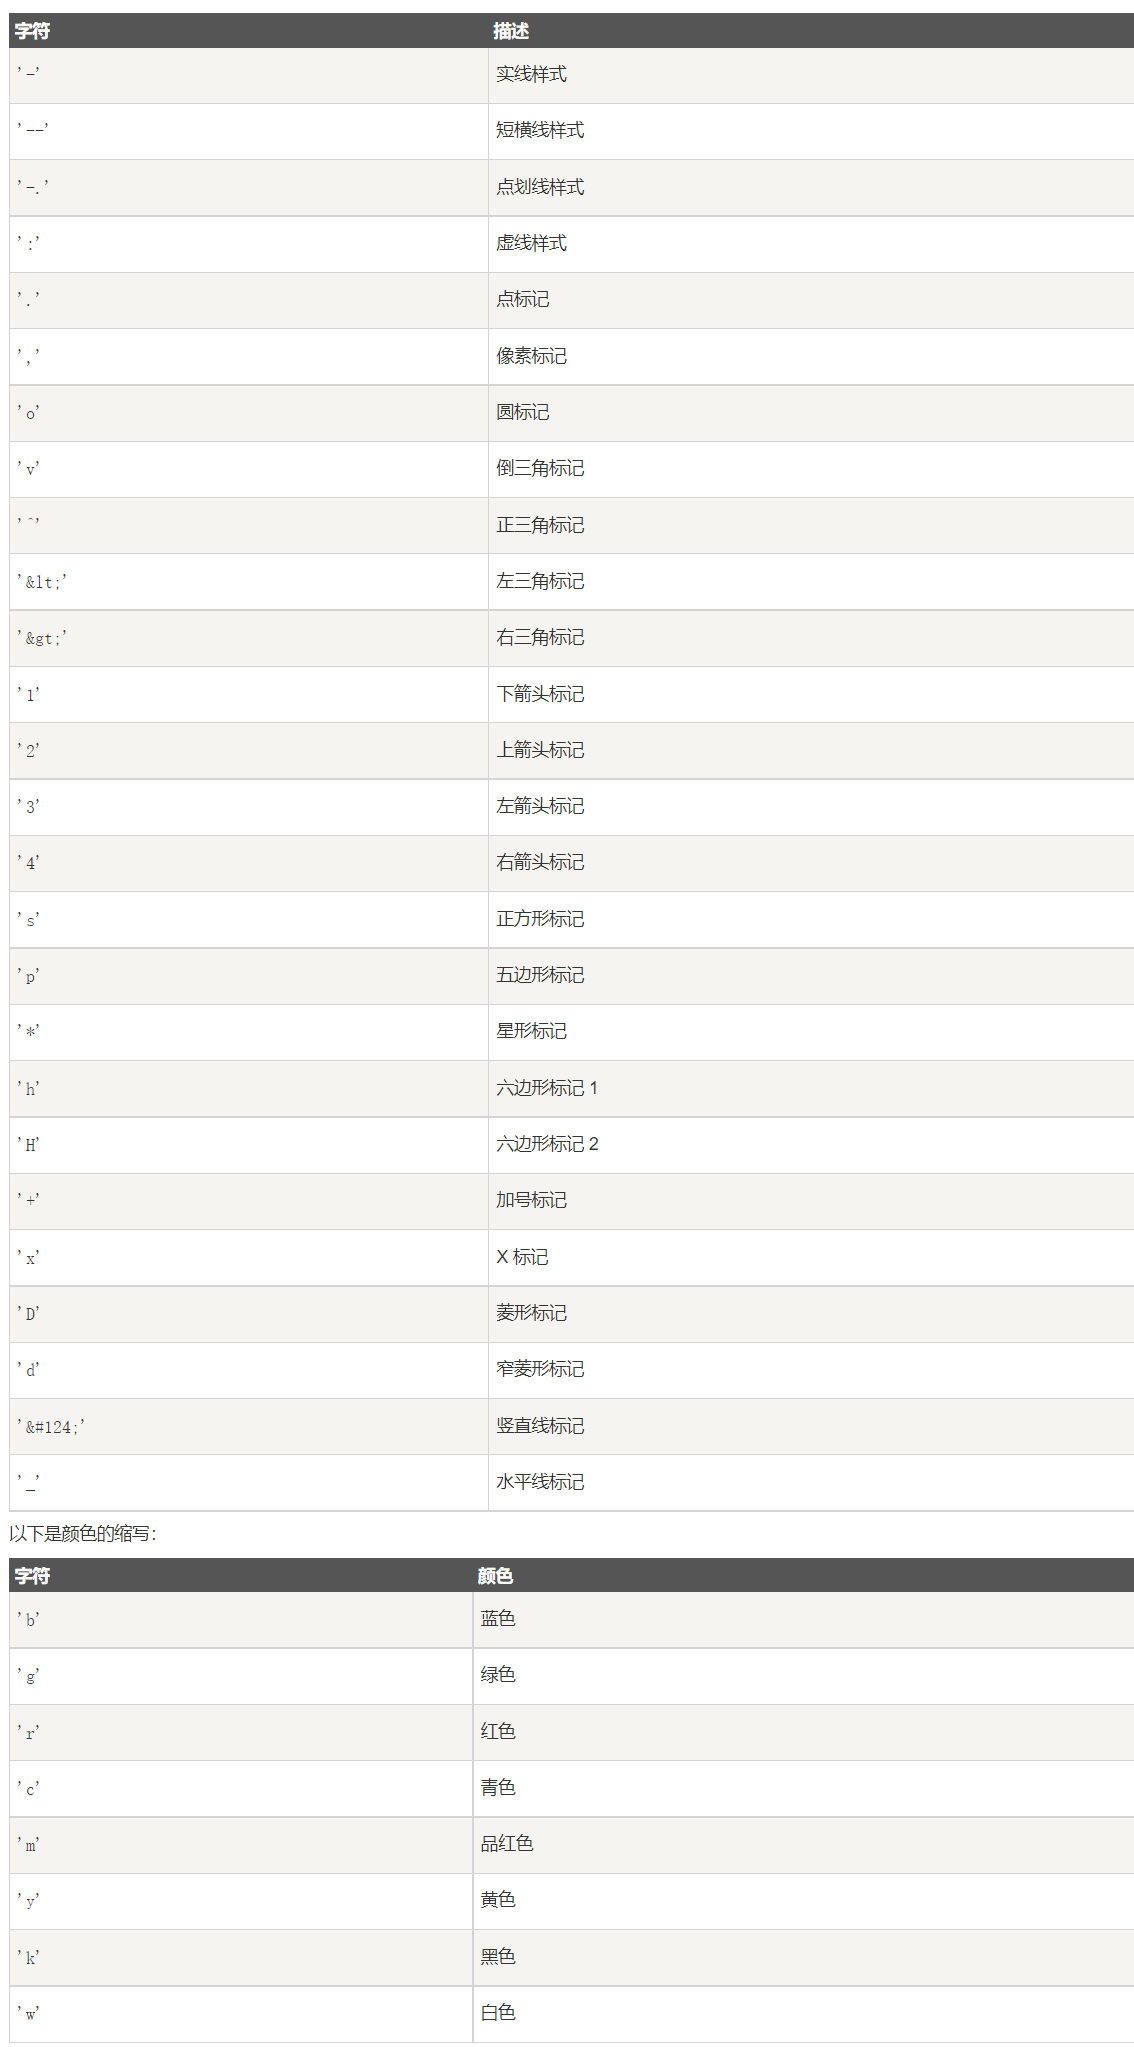 字符 描述
'-' 实线样式
'--' 短横线样式
'-.' 点划线样式
':' 虚线样式
'.' 点标记
',' 像素标记
'o' 圆标记
'v' 倒三角标记
'^' 正三角标记
'&lt;' 左三角标记
'&gt;' 右三角标记
'1' 下箭头标记
'2' 上箭头标记
'3' 左箭头标记
'4' 右箭头标记
's' 正方形标记
'p' 五边形标记
'*' 星形标记
'h' 六边形标记 1
'H' 六边形标记 2
'+' 加号标记
'x' X 标记
'D' 菱形标记
'd' 窄菱形标记
'&#124;' 竖直线标记
'_' 水平线标记
以下是颜色的缩写：
字符 颜色
'b' 蓝色
'g' 绿色
'r' 红色
'c' 青色
'm' 品红色
'y' 黄色
'k' 黑色
'w' 白色